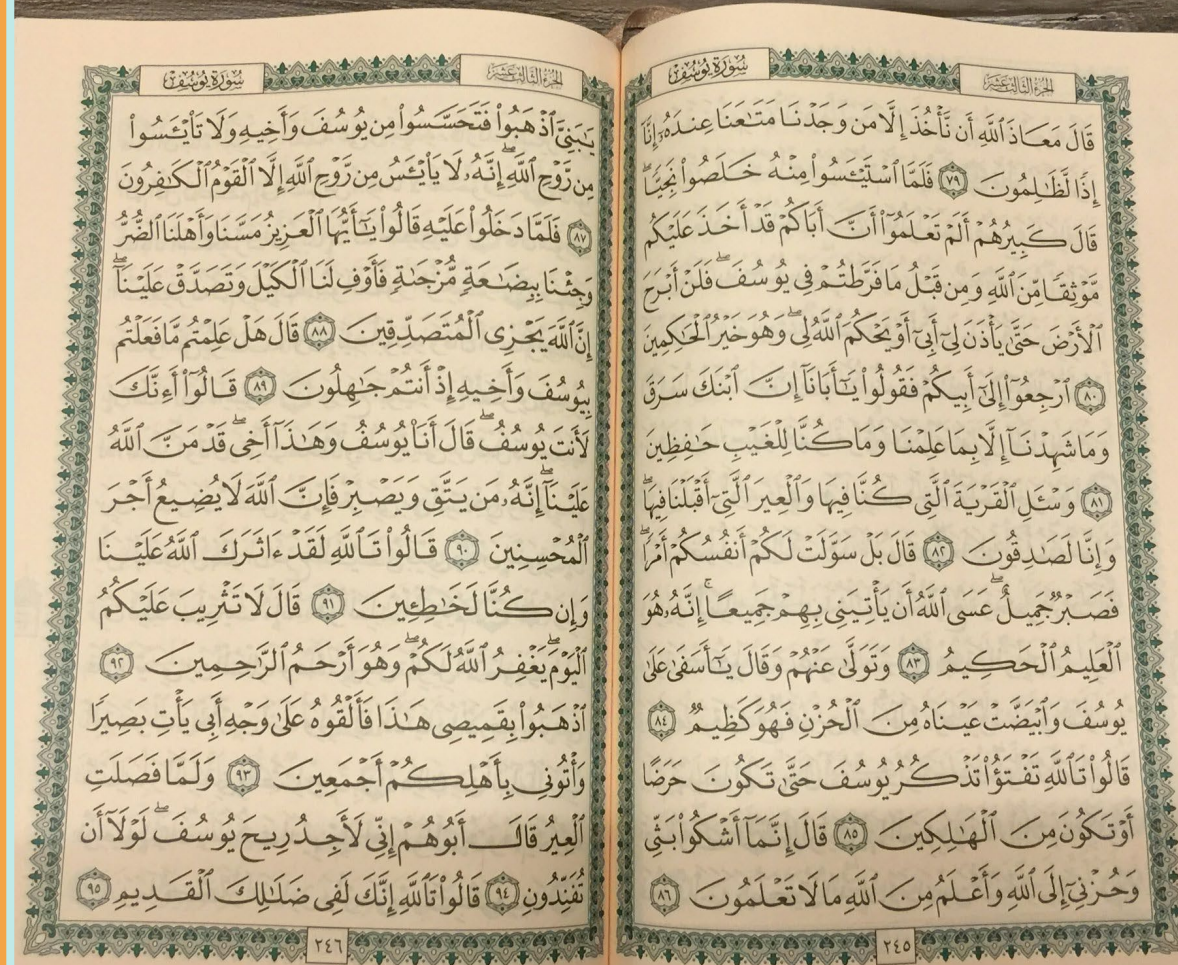 سُورَةُ يُوسُفَ
الجزء الثالث عشر
قَالَ مَعَاذَ ٱللَّهِ أَن نَّأْخُذَ إِلَّا مَن وَجَدْنَا مَتَٰعَنَا عِندَهُۥٓ إِنَّآ
إِذًا لَّظَٰلِمُونَ ٧٩ فَلَمَّا ٱسْتَيْـَٔسُوا۟ مِنْهُ خَلَصُوا۟ نَجِيًّاۖ
قَالَ كَبِيرُهُمْ أَلَمْ تَعْلَمُوٓا۟ أَنَّ أَبَاكُمْ قَدْ أَخَذَ عَلَيْكُم
مَّوْثِقًا مِّنَ ٱللَّهِ وَمِن قَبْلُ مَا فَرَّطتُمْ فِى يُوسُفَۖ فَلَنْ أَبْرَحَ
ٱلْأَرْضَ حَتَّىٰ يَأْذَنَ لِىٓ أَبِىٓ أَوْ يَحْكُمَ ٱللَّهُ لِىۖ وَهُوَ خَيْرُ ٱلْحَٰكِمِينَ
٨٠ ٱرْجِعُوٓا۟ إِلَىٰٓ أَبِيكُمْ فَقُولُوا۟ يَٰٓأَبَانَآ إِنَّ ٱبْنَكَ سَرَقَ
وَمَا شَهِدْنَآ إِلَّا بِمَا عَلِمْنَا وَمَا كُنَّا لِلْغَيْبِ حَٰفِظِينَ
٨١ وَسْـَٔلِ ٱلْقَرْيَةَ ٱلَّتِى كُنَّا فِيهَا وَٱلْعِيرَ ٱلَّتِىٓ أَقْبَلْنَا فِيهَاۖ
وَإِنَّا لَصَٰدِقُونَ ٨٢ قَالَ بَلْ سَوَّلَتْ لَكُمْ أَنفُسُكُمْ أَمْرًاۖ
فَصَبْرٌ جَمِيلٌۖ عَسَى ٱللَّهُ أَن يَأْتِيَنِى بِهِمْ جَمِيعًاۚ إِنَّهُۥ هُوَ
ٱلْعَلِيمُ ٱلْحَكِيمُ ٨٣ وَتَوَلَّىٰ عَنْهُمْ وَقَالَ يَٰٓأَسَفَىٰ عَلَىٰ
يُوسُفَ وَٱبْيَضَّتْ عَيْنَاهُ مِنَ ٱلْحُزْنِ فَهُوَ كَظِيمٌ ٨٤
قَالُوا۟ تَٱللَّهِ تَفْتَؤُا۟ تَذْكُرُ يُوسُفَ حَتَّىٰ تَكُونَ حَرَضًا
أَوْ تَكُونَ مِنَ ٱلْهَٰلِكِينَ ٨٥ قَالَ إِنَّمَآ أَشْكُوا۟ بَثِّى
وَحُزْنِىٓ إِلَى ٱللَّهِ وَأَعْلَمُ مِنَ ٱللَّهِ مَا لَا تَعْلَمُونَ ٨٦
٢٤٥
سُورَةُ يُوسُفَ
الجزء الثالث عشر
يَٰبَنِىَّ ٱذْهَبُوا۟ فَتَحَسَّسُوا۟ مِن يُوسُفَ وَأَخِيهِ وَلَا تَا۟يْـَٔسُوا۟
مِن رَّوْحِ ٱللَّهِۖ إِنَّهُۥ لَا يَا۟يْـَٔسُ مِن رَّوْحِ ٱللَّهِ إِلَّا ٱلْقَوْمُ ٱلْكَٰفِرُونَ
٨٧ فَلَمَّا دَخَلُوا۟ عَلَيْهِ قَالُوا۟ يَٰٓأَيُّهَا ٱلْعَزِيزُ مَسَّنَا وَأَهْلَنَا ٱلضُّرُّ
وَجِئْنَا بِبِضَٰعَةٍ مُّزْجَىٰةٍ فَأَوْفِ لَنَا ٱلْكَيْلَ وَتَصَدَّقْ عَلَيْنَآۖ
إِنَّ ٱللَّهَ يَجْزِى ٱلْمُتَصَدِّقِينَ ٨٨ قَالَ هَلْ عَلِمْتُم مَّا فَعَلْتُم
بِيُوسُفَ وَأَخِيهِ إِذْ أَنتُمْ جَٰهِلُونَ ٨٩ قَالُوٓا۟ أَءِنَّكَ
لَأَنتَ يُوسُفُۖ قَالَ أَنَا۠ يُوسُفُ وَهَٰذَآ أَخِىۖ قَدْ مَنَّ ٱللَّهُ
عَلَيْنَآۖ إِنَّهُۥ مَن يَتَّقِ وَيَصْبِرْ فَإِنَّ ٱللَّهَ لَا يُضِيعُ أَجْرَ
ٱلْمُحْسِنِينَ ٩٠ قَالُوا۟ تَٱللَّهِ لَقَدْ ءَاثَرَكَ ٱللَّهُ عَلَيْنَا
وَإِن كُنَّا لَخَٰطِـِٔينَ ٩١ قَالَ لَا تَثْرِيبَ عَلَيْكُمُ
ٱلْيَوْمَۖ يَغْفِرُ ٱللَّهُ لَكُمْۖ وَهُوَ أَرْحَمُ ٱلرَّٰحِمِينَ ٩٢
ٱذْهَبُوا۟ بِقَمِيصِى هَٰذَا فَأَلْقُوهُ عَلَىٰ وَجْهِ أَبِى يَأْتِ بَصِيرًا
وَأْتُونِى بِأَهْلِكُمْ أَجْمَعِينَ ٩٣ وَلَمَّا فَصَلَتِ
ٱلْعِيرُ قَالَ أَبُوهُمْ إِنِّى لَأَجِدُ رِيحَ يُوسُفَۖ لَوْلَآ أَن
تُفَنِّدُونِ ٩٤ قَالُوا۟ تَٱللَّهِ إِنَّكَ لَفِى ضَلَٰلِكَ ٱلْقَدِيمِ ٩٥
٢٤٦